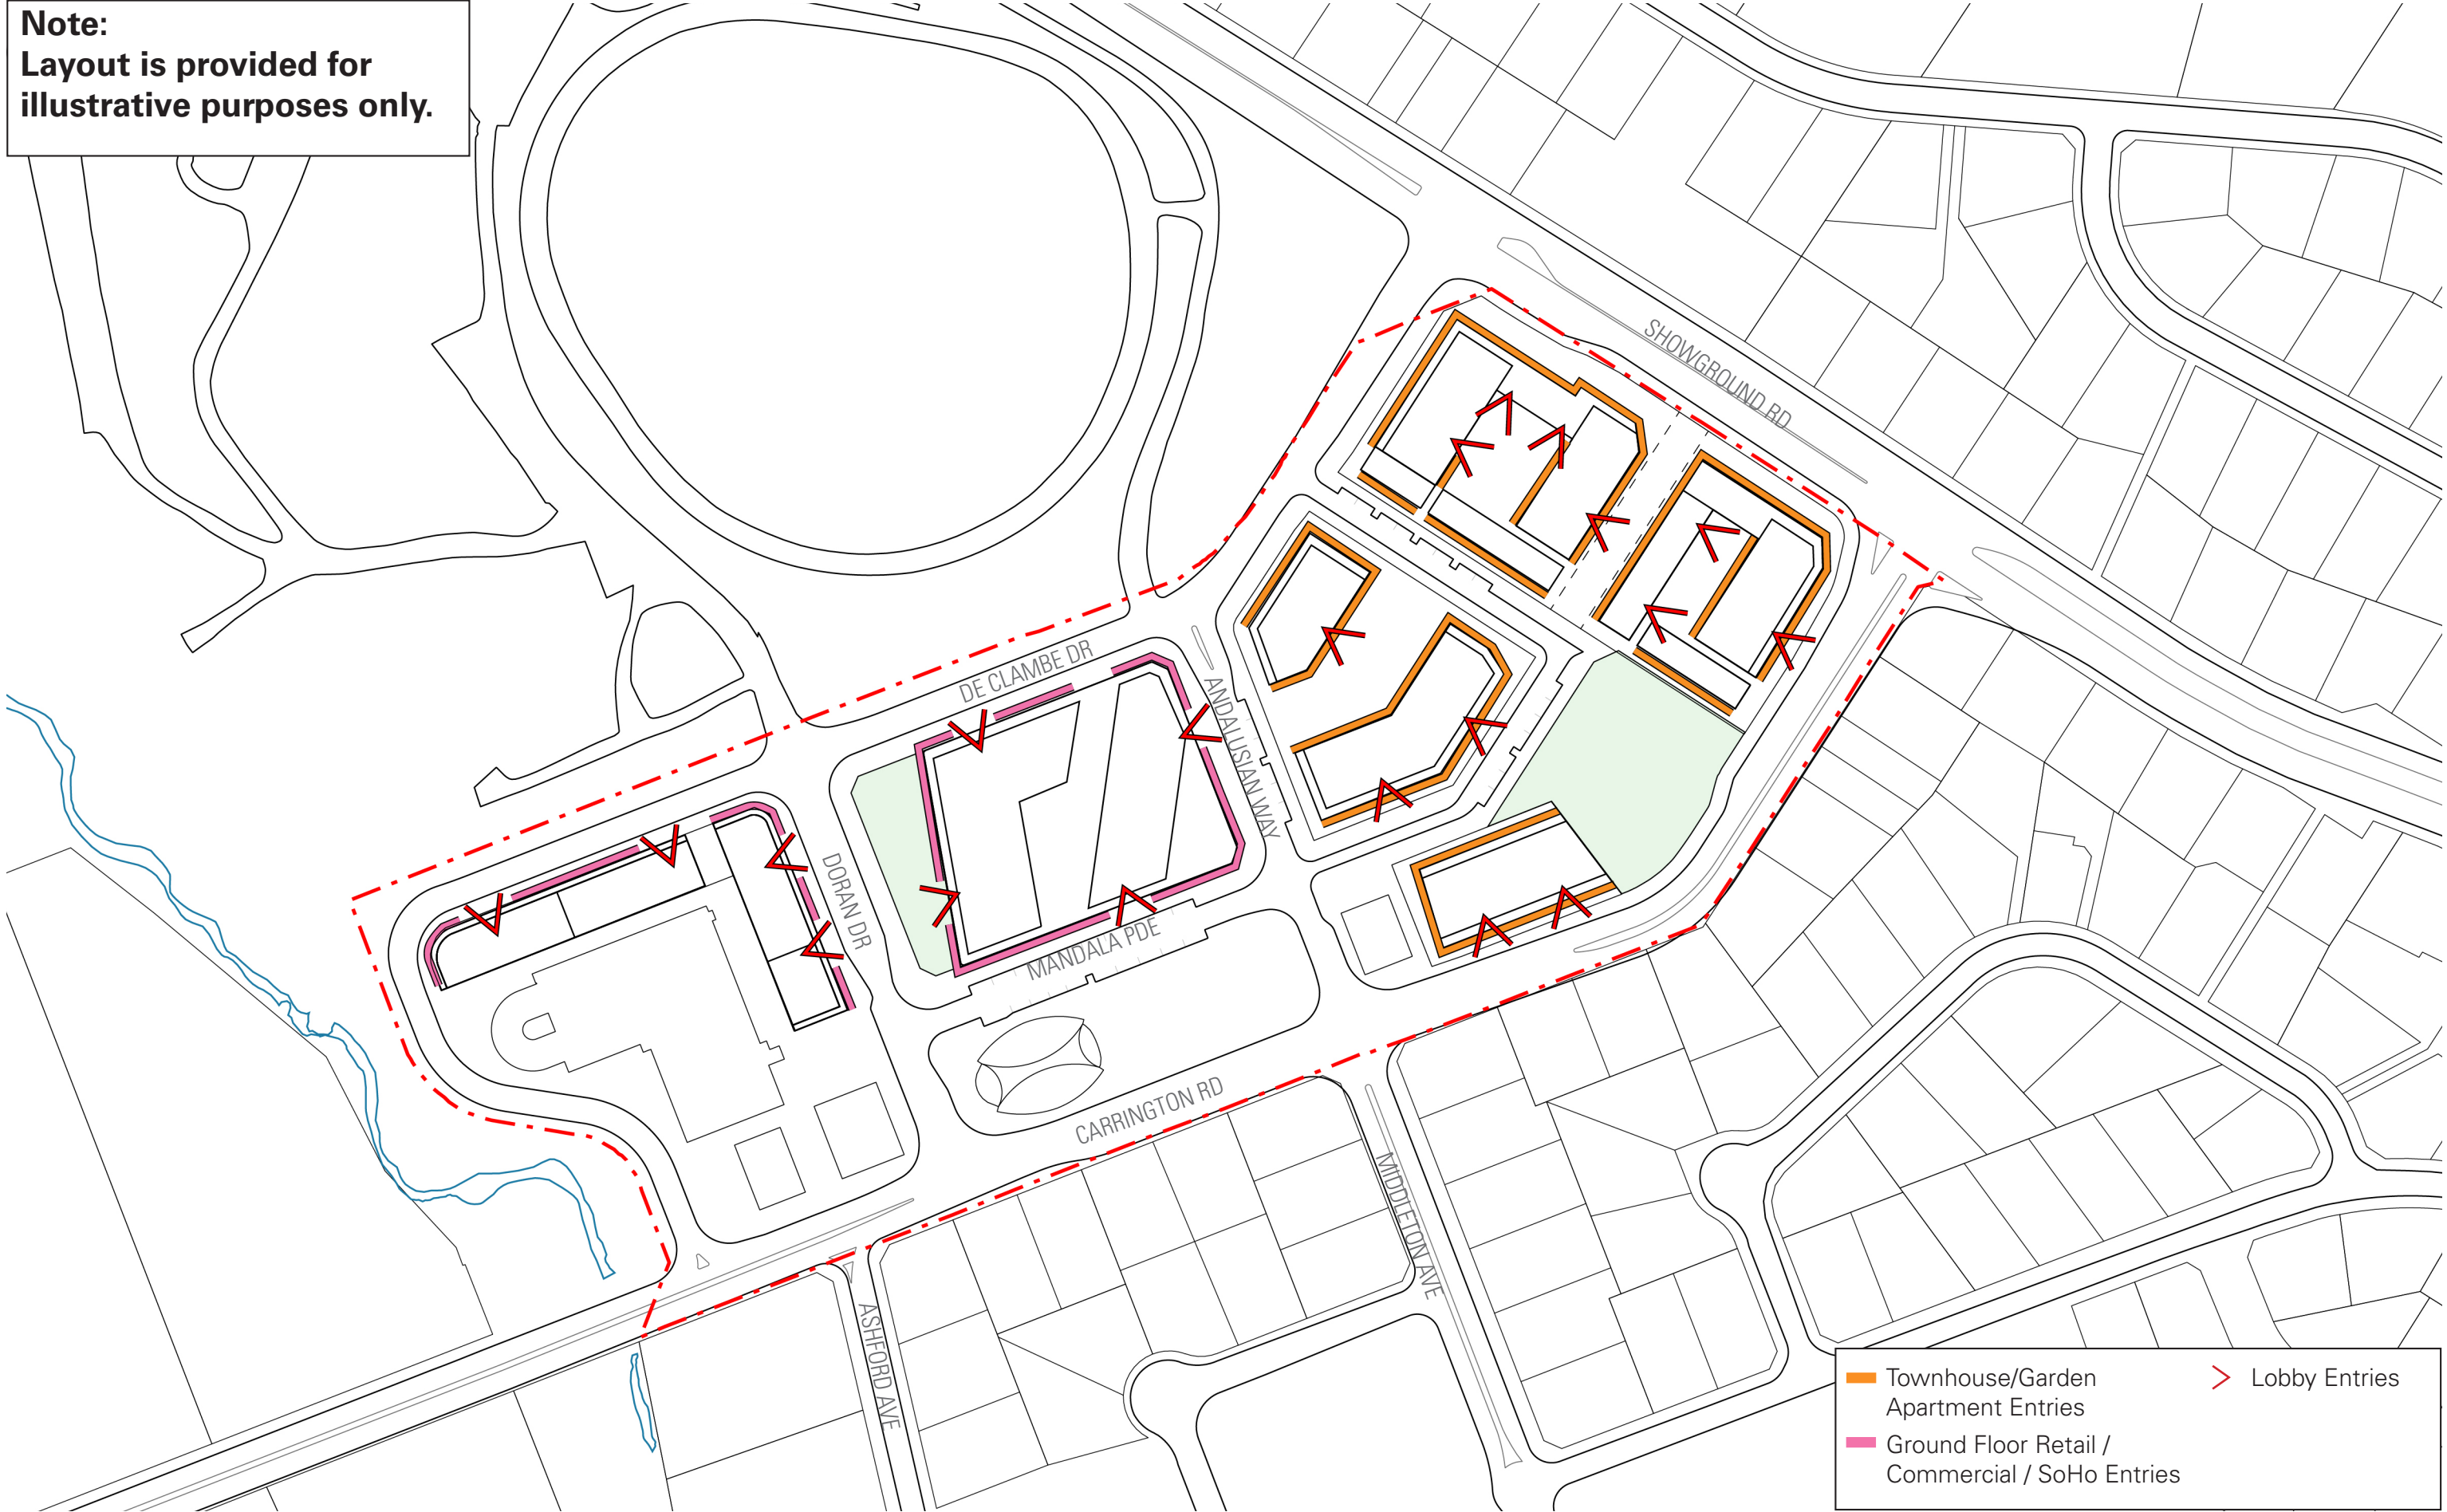 Note:
Layout is provided for
illustrative purposes only.
SHOWGROUND RD
DE CLAMBE DR
ANDALUSIAN WAY
DORAN DR
MANDALA PDE
CARRINGTON RD
MIDDLETON AVE
ASHFORD AVE
Townhouse/Garden
Apartment Entries
Lobby Entries
Ground Floor Retail /
Commercial / SoHo Entries